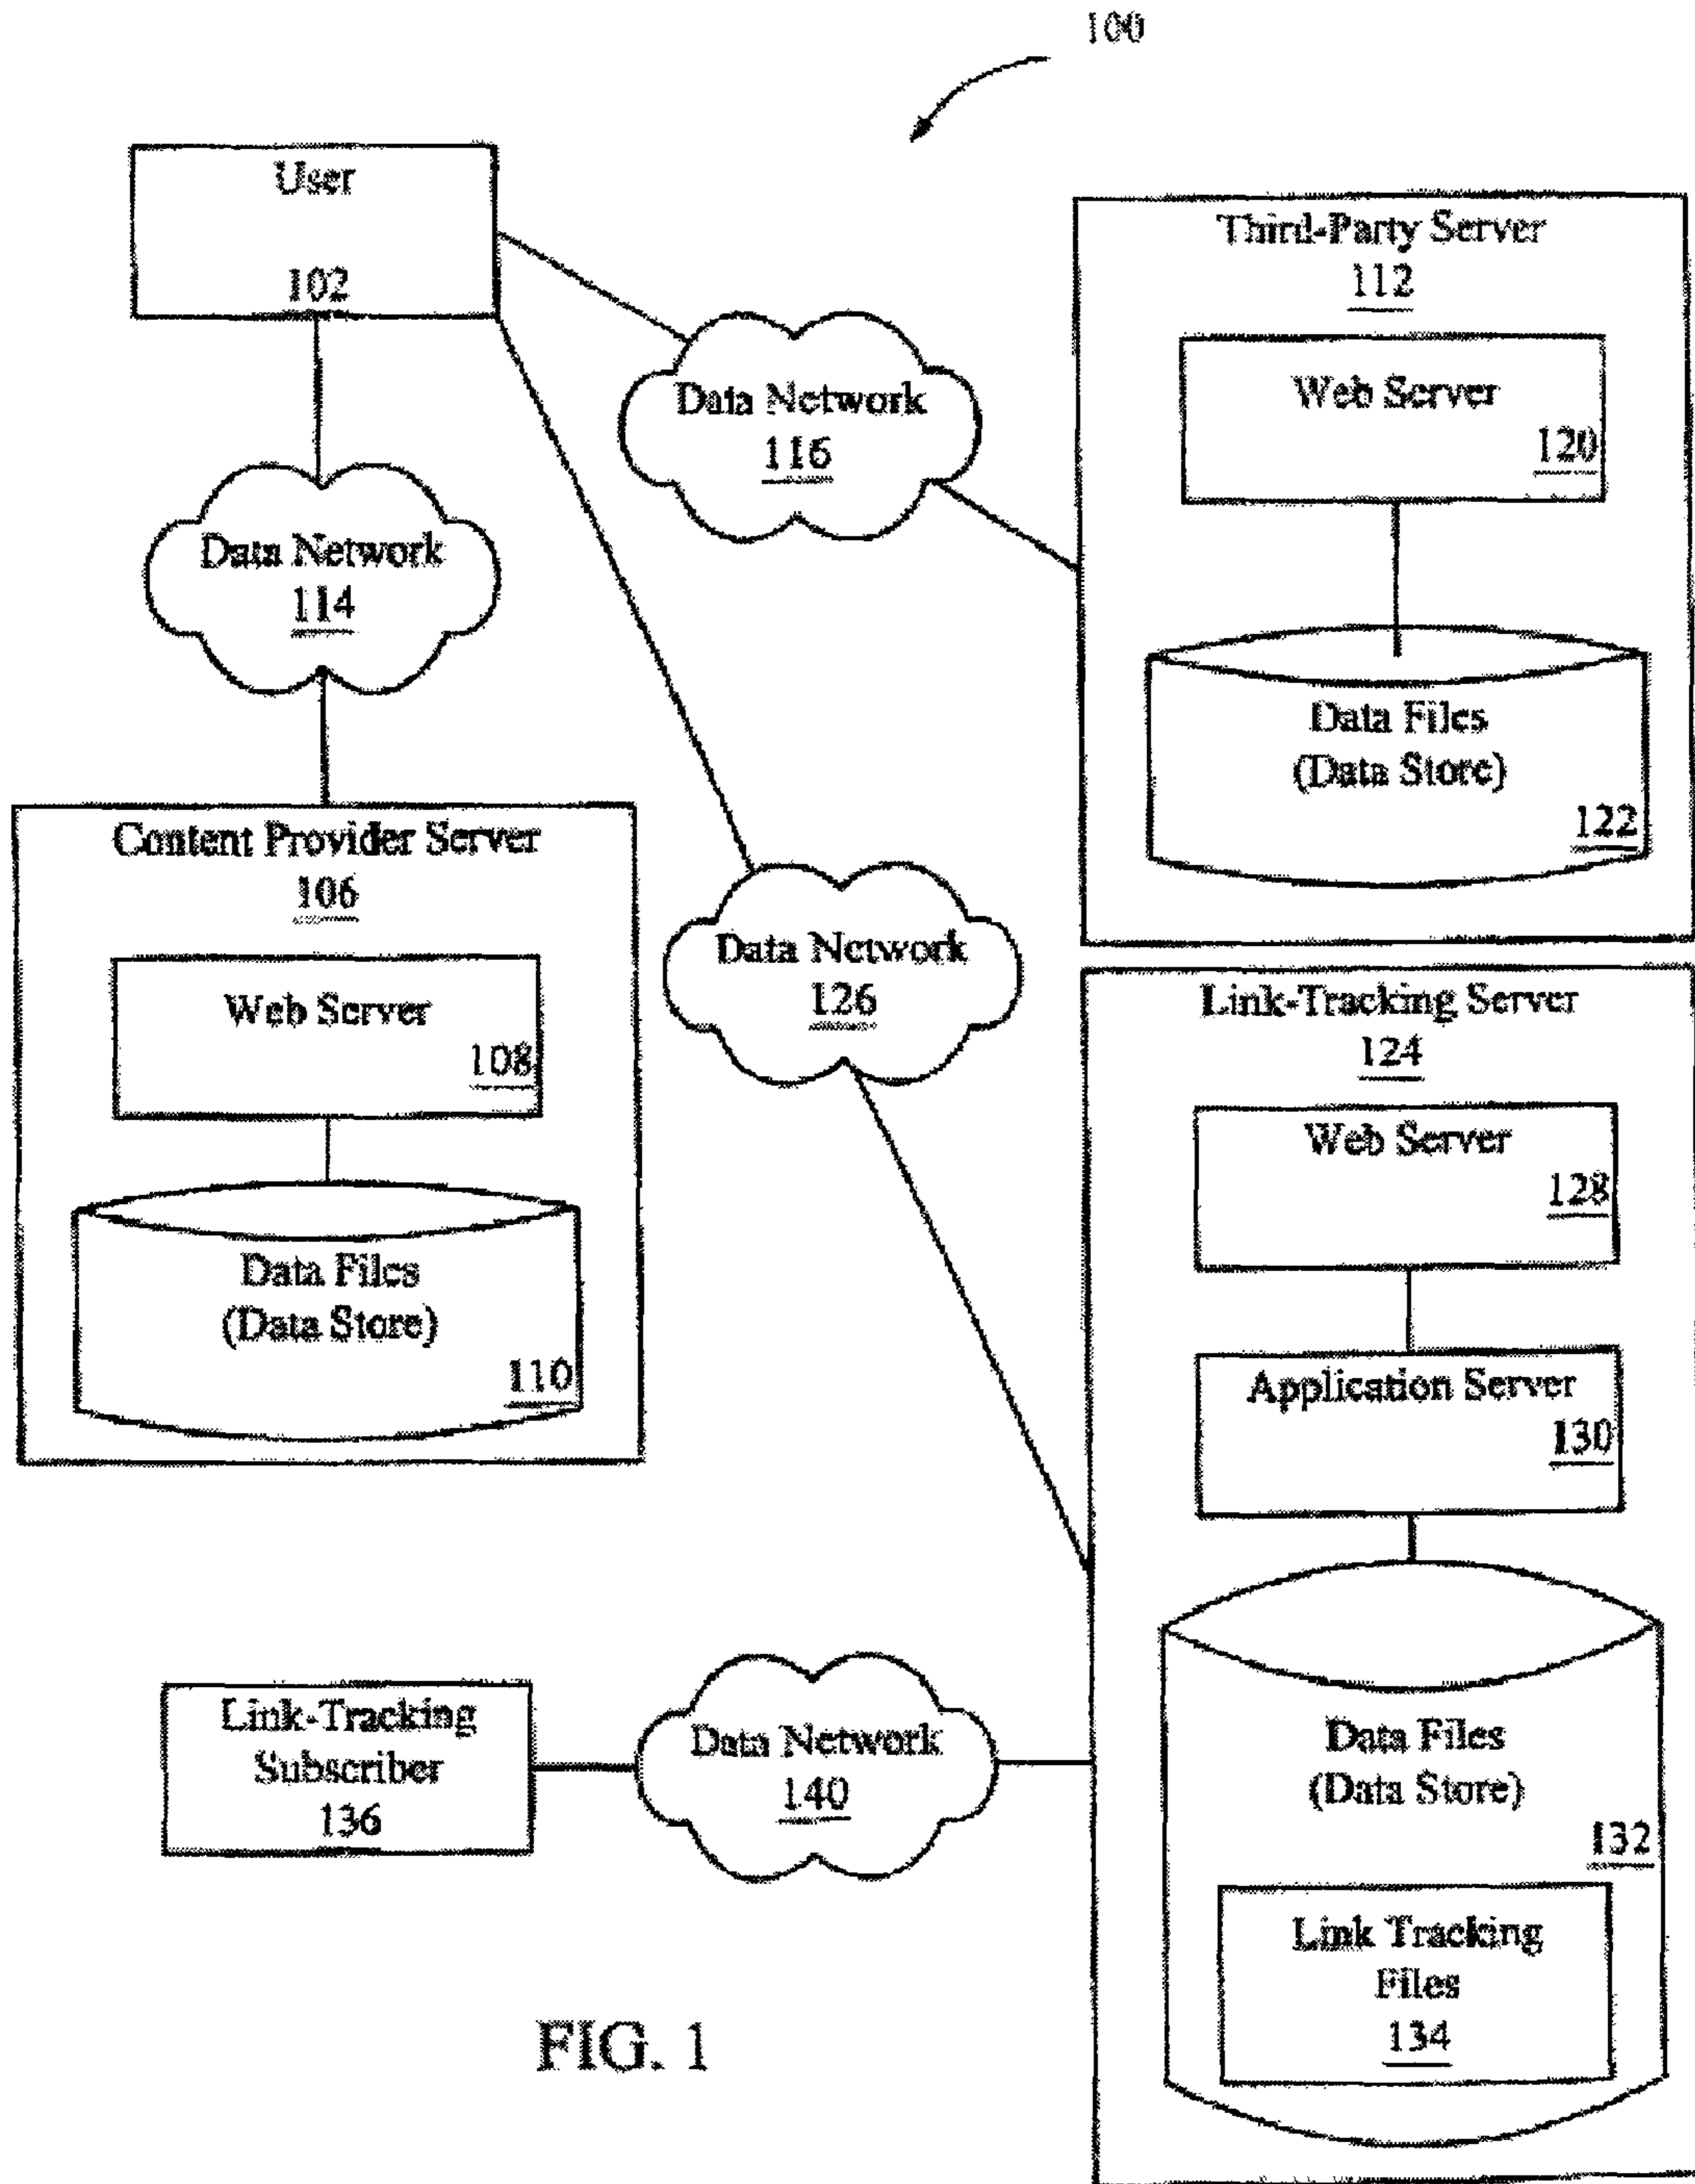 100
User
102
Third-Party Server
112
Web Server
120
Data Network
116
Data Network
114
Data Files
(Data Store)
122
Content Provider Server
106
Web Server
108
Data Network
126
Link-Tracking Server
124
Web Server
128
Data Files
(Data Store)
110
Application Server
130
Link-Tracking
Subscriber
136
Data Network
140
Data Files
(Data Store)
132
Link Tracking
Files
134
FIG. 1